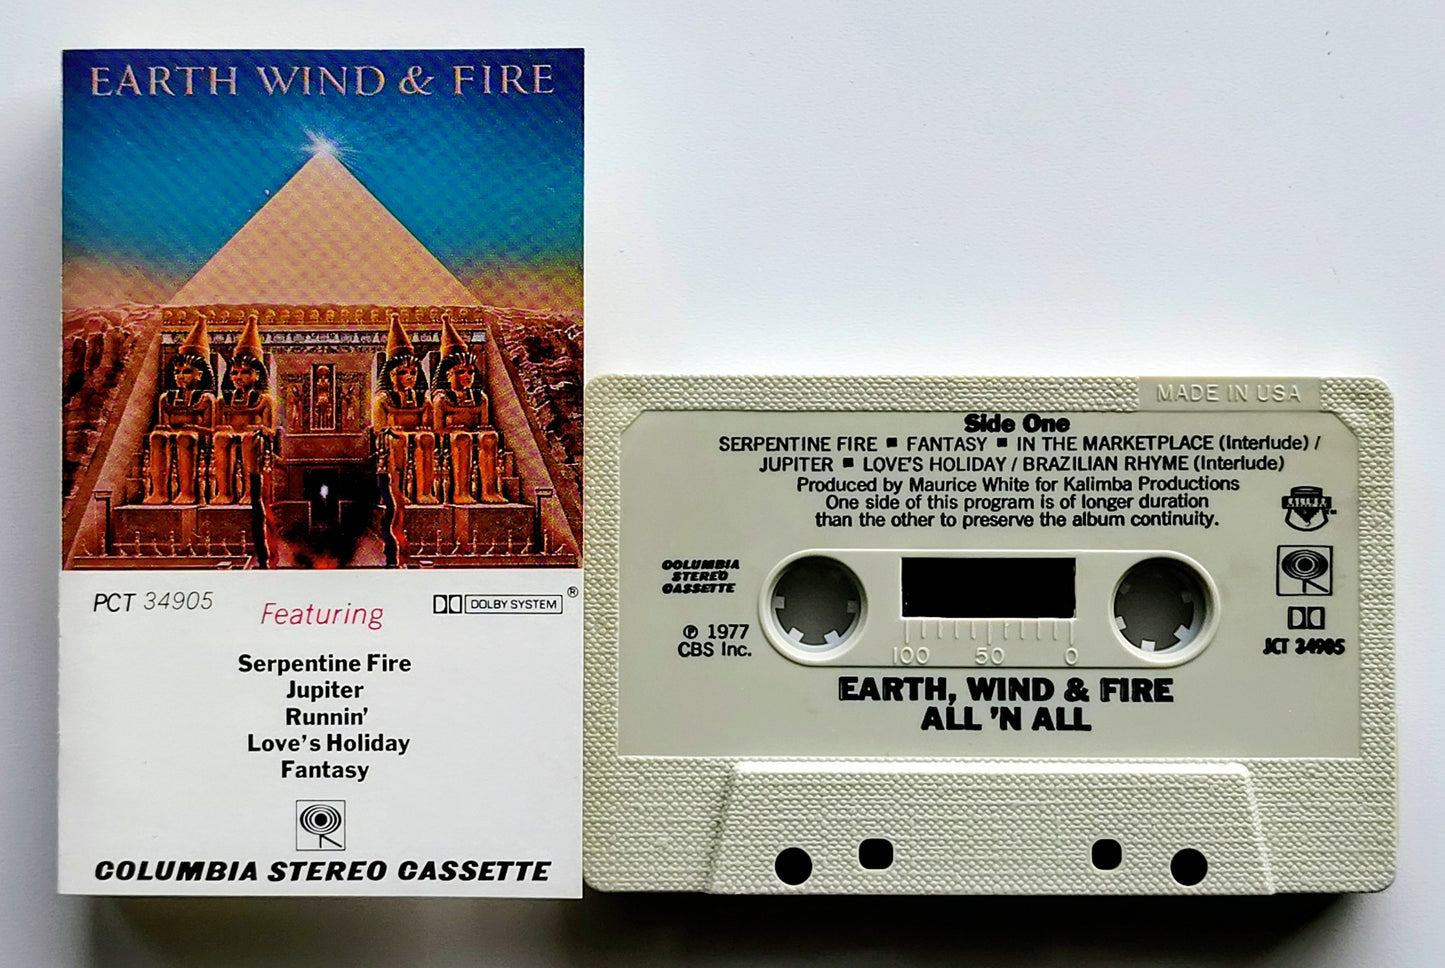 EARTH WIND & FIRE
PCT 34905
Featuring
DOLBY SYSTEM ®
Serpentine Fire
Jupiter
Runnin'
Love's Holiday
Fantasy
COLUMBIA STEREO CASSETTE
MADE IN USA
Side One
SERPENTINE FIRE ■ FANTASY ■ IN THE MARKETPLACE (Interlude) /
JUPITER ■ LOVE'S HOLIDAY / BRAZILIAN RHYME (Interlude)
Produced by Maurice White for Kalimba Productions
One side of this program is of longer duration
than the other to preserve the album continuity.
COLUMBIA
STEREO
CASSETTE
℗ 1977
CBS Inc.
100 50 0
JCT 34905
EARTH, WIND & FIRE
ALL 'N ALL